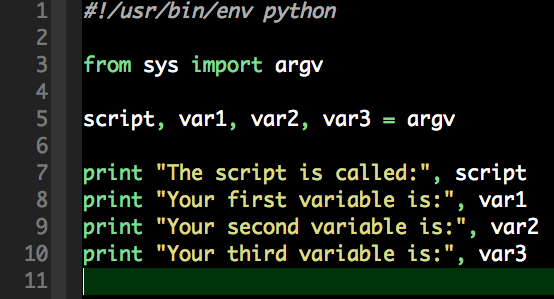 1 #!/usr/bin/env python
2
3 from sys import argv
4
5 script, var1, var2, var3 = argv
6
7 print "The script is called:", script
8 print "Your first variable is:", var1
9 print "Your second variable is:", var2
10 print "Your third variable is:", var3
11